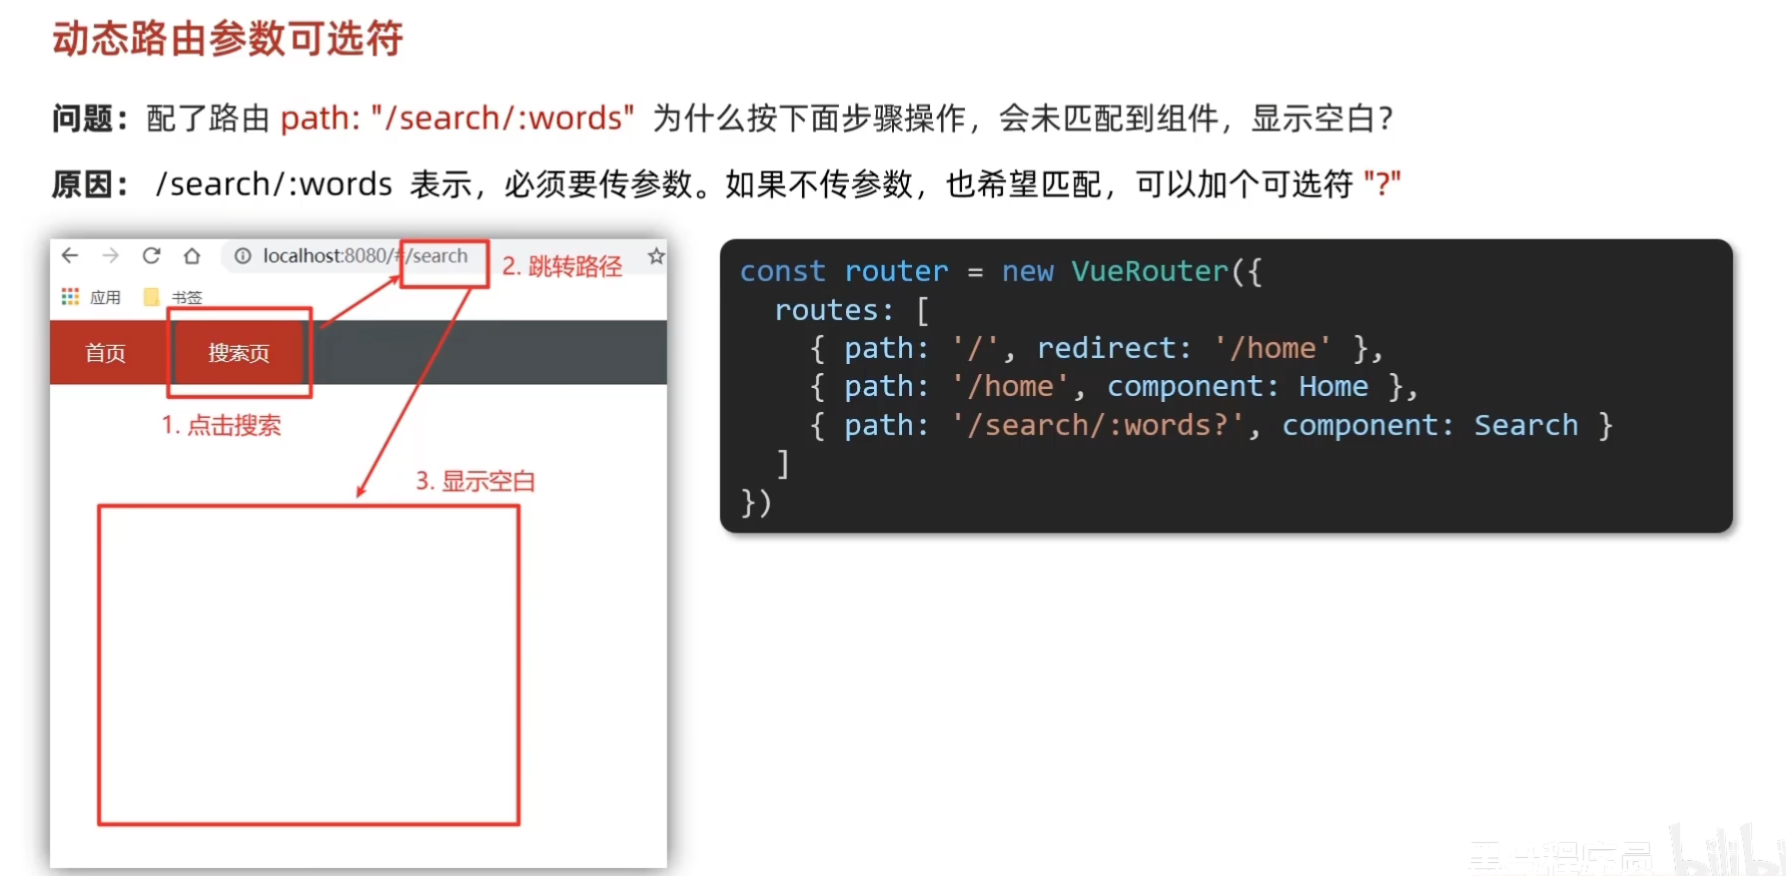 动态路由参数可选符
问题：配了路由 path: "/search/:words" 为什么按下面步骤操作，会未匹配到组件，显示空白？
原因： /search/:words 表示，必须要传参数。如果不传参数，也希望匹配，可以加个可选符 "?"
localhost:8080/#/search
2. 跳转路径
应用 书签
首页 搜索页
1. 点击搜索
3. 显示空白
const router = new VueRouter({
routes: [
{ path: '/', redirect: '/home' },
{ path: '/home', component: Home },
{ path: '/search/:words?', component: Search }
]
})
bilibili